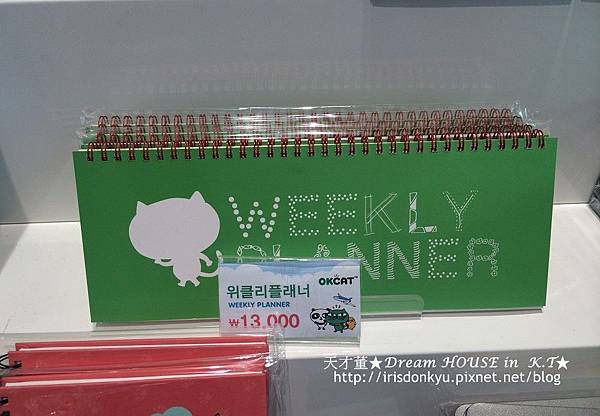 WEEKLY
PLANNER
OKCAT
위클리플래너
WEEKLY PLANNER
₩13,000
天才董★Dream HOUSE in K.T★
http://irisdonkyu.pixnet.net/blog